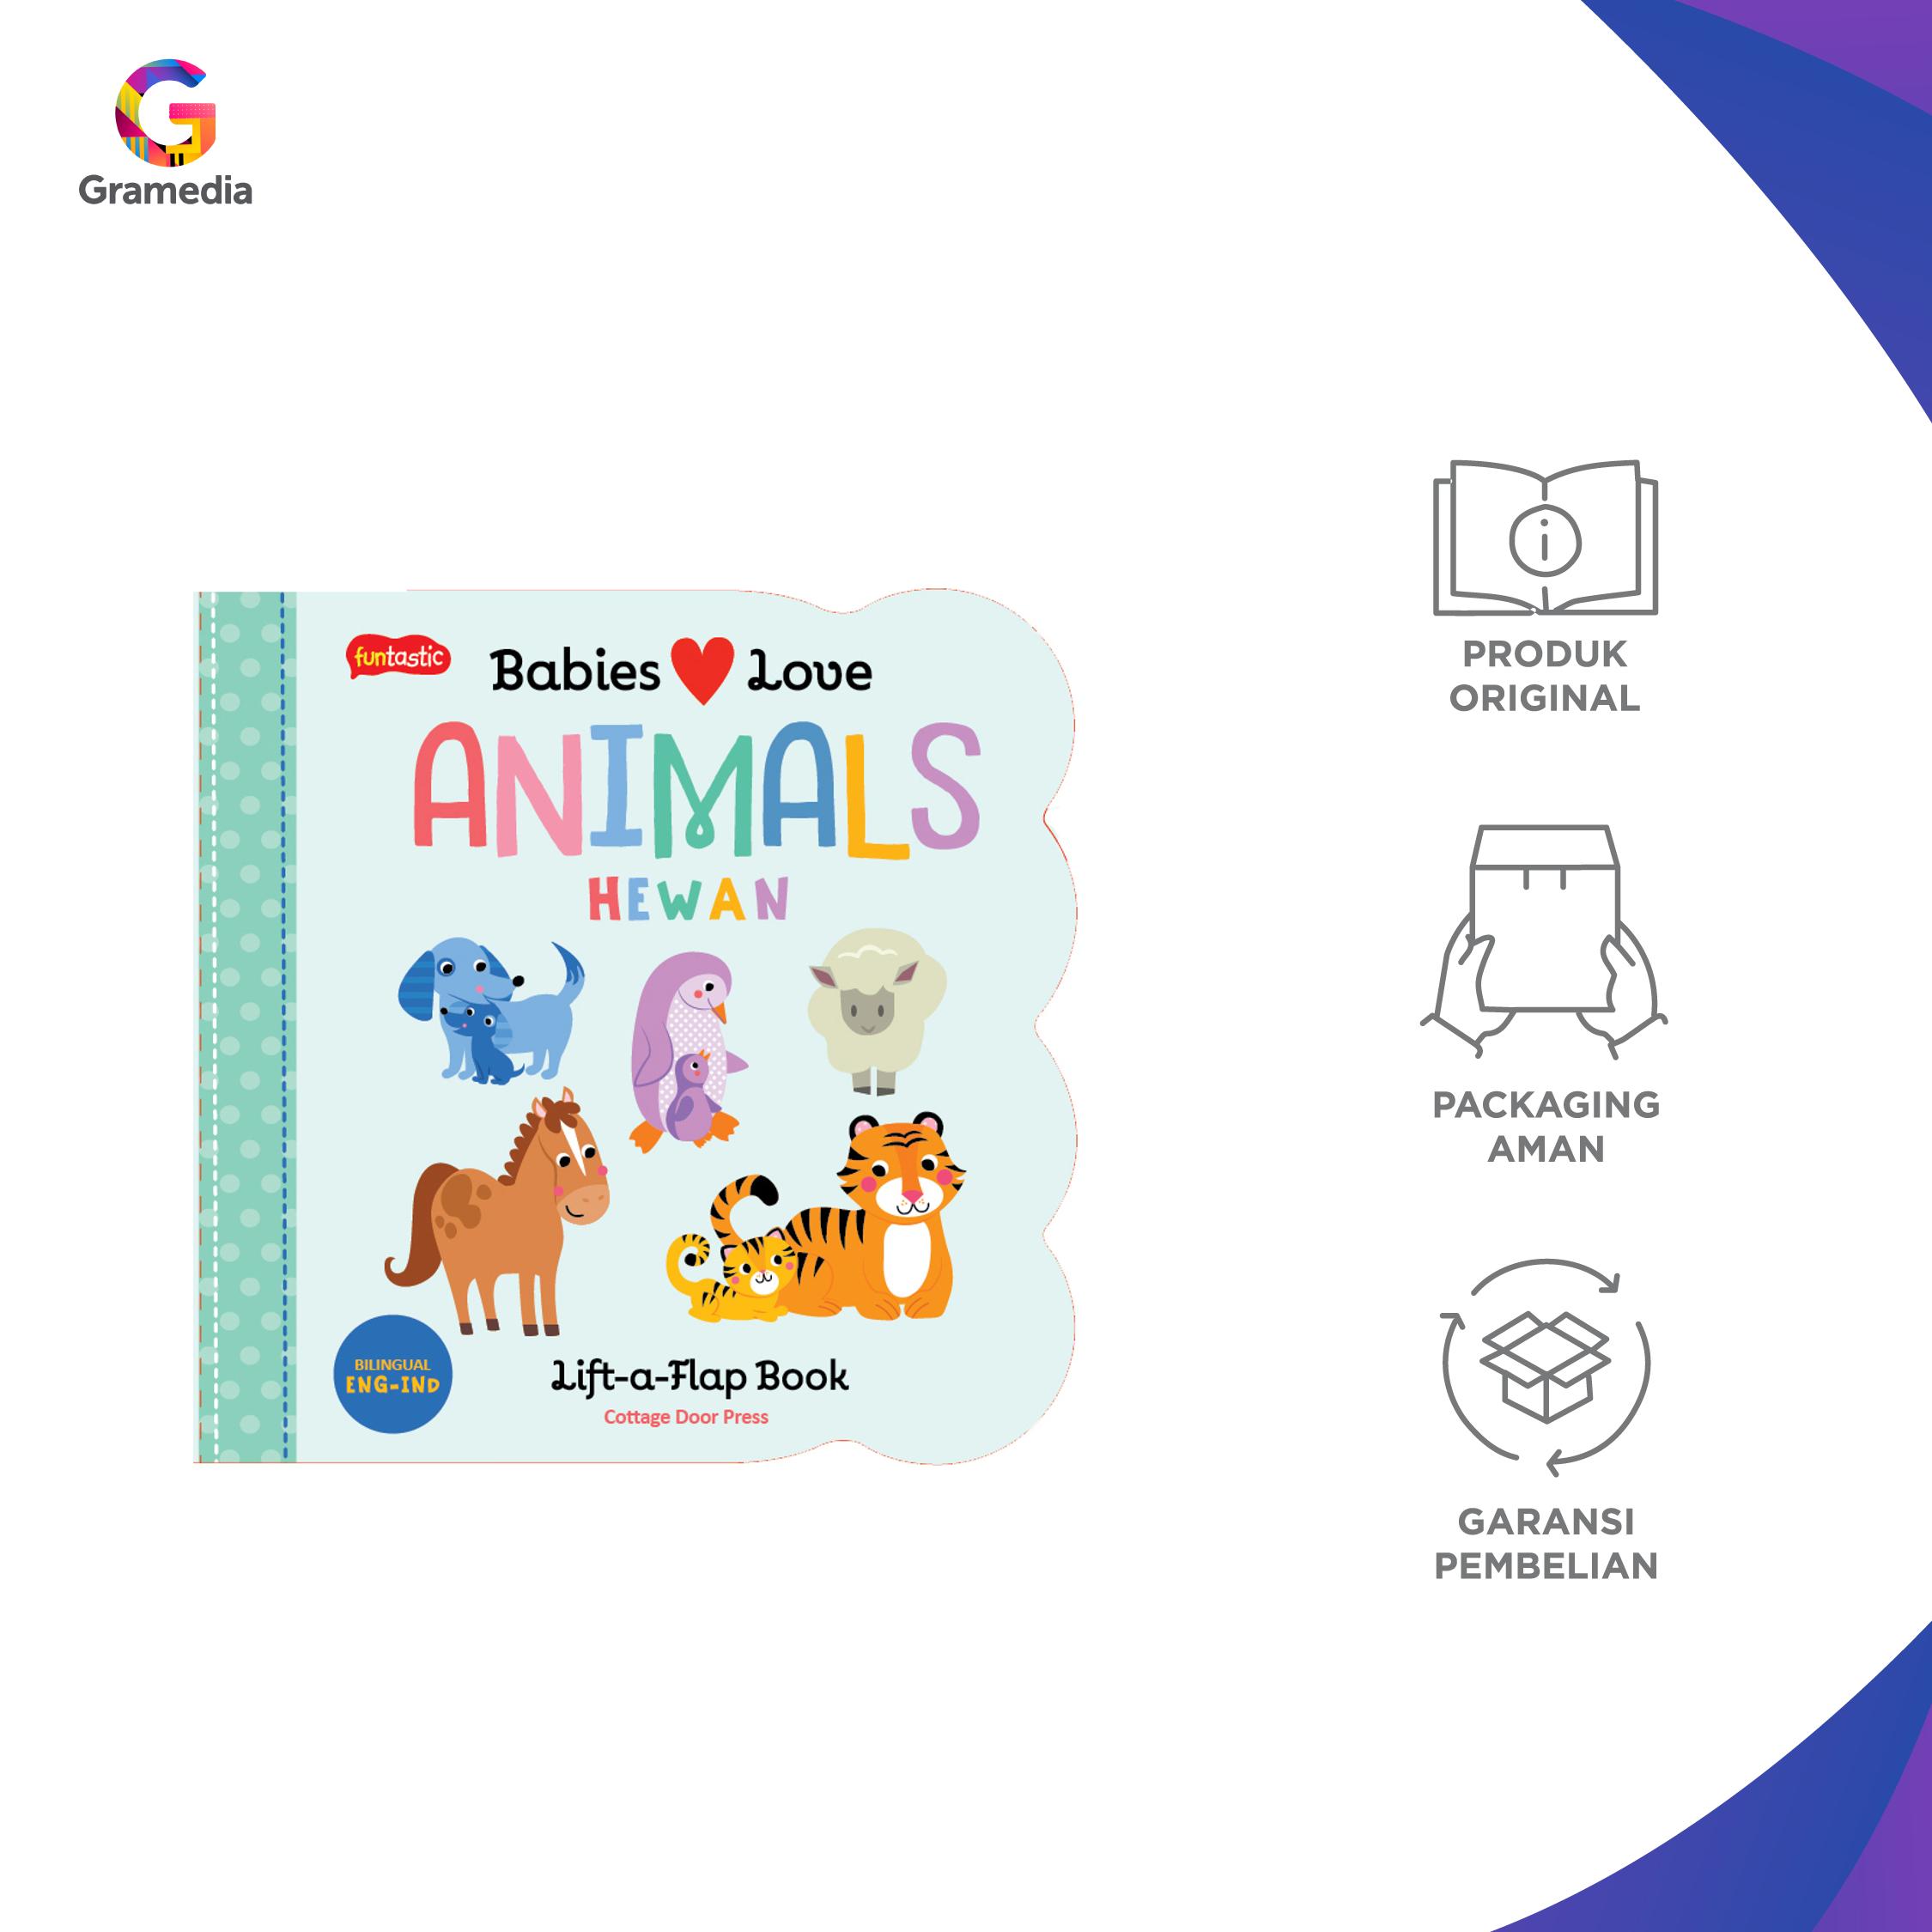 Gramedia
funtastic
Babies Love
ANIMALS
HEWAN
BILINGUAL
ENG-IND
Lift-a-Flap Book
Cottage Door Press
PRODUK
ORIGINAL
PACKAGING
AMAN
GARANSI
PEMBELIAN